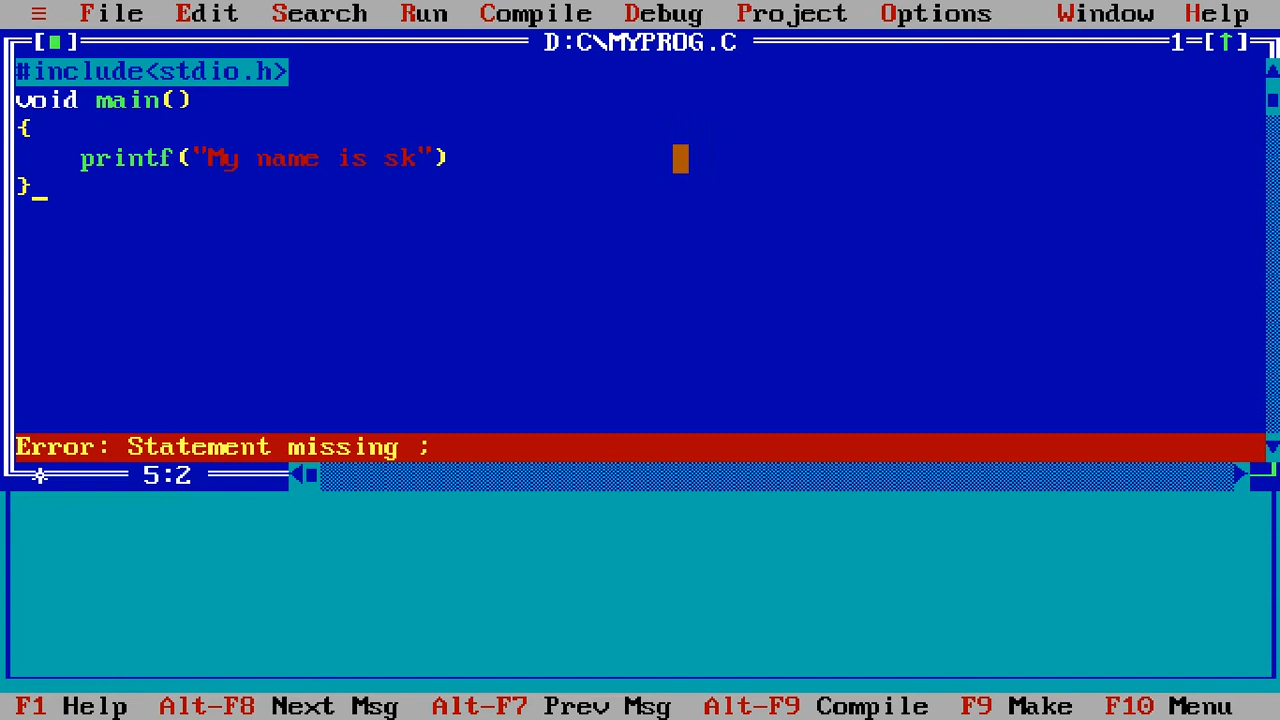 ≡ File Edit Search Run Compile Debug Project Options Window Help
[■] D:C\MYPROG.C 1=[↑]
#include<stdio.h>
void main()
{
    printf("My name is sk")
}_
Error: Statement missing ;
* 5:2
F1 Help Alt-F8 Next Msg Alt-F7 Prev Msg Alt-F9 Compile F9 Make F10 Menu